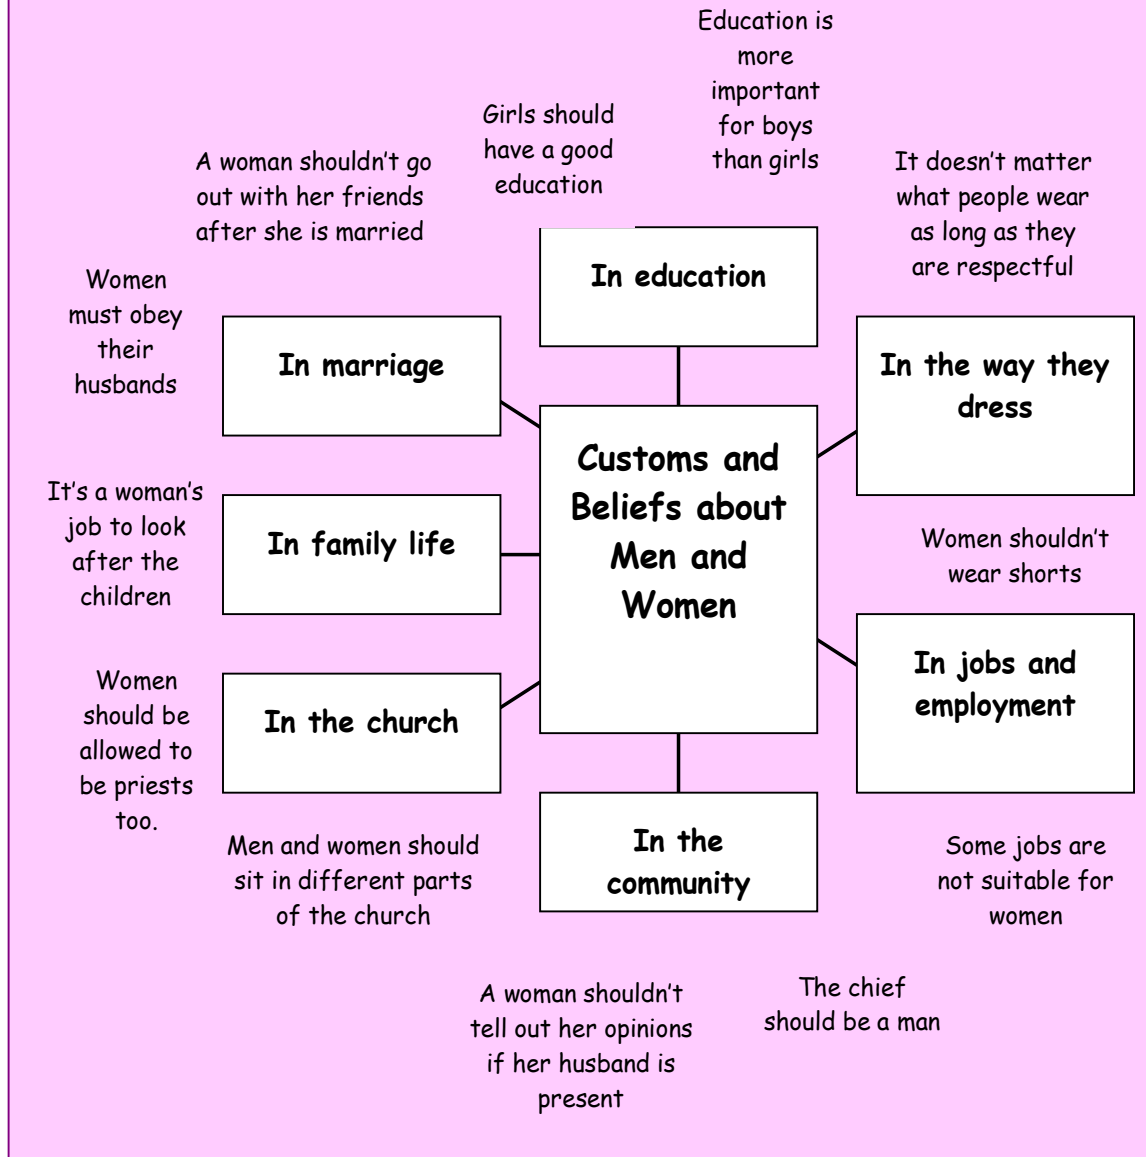 Education is
more
important
for boys
than girls
Girls should
have a good
education
A woman shouldn't go
out with her friends
after she is married
It doesn't matter
what people wear
as long as they
are respectful
In education
Women
must obey
their
husbands
In marriage
In the way they
dress
Customs and
Beliefs about
Men and
Women
It's a woman's
job to look
after the
children
In family life
Women shouldn't
wear shorts
In jobs and
employment
Women
should be
allowed to
be priests
too.
In the church
Men and women should
sit in different parts
of the church
In the
community
Some jobs are
not suitable for
women
A woman shouldn't
tell out her opinions
if her husband is
present
The chief
should be a man